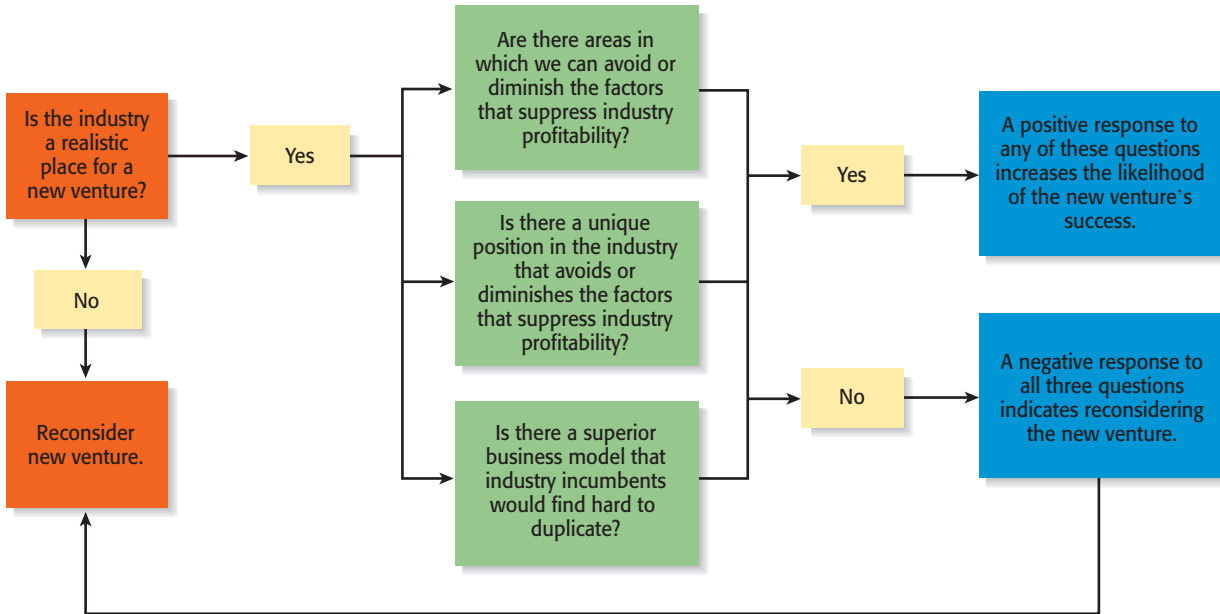 Is the industry
a realistic
place for a
new venture?
No
Reconsider
new venture.
Yes
Are there areas in
which we can avoid or
diminish the factors
that suppress industry
profitability?
Is there a unique
position in the industry
that avoids or
diminishes the factors
that suppress industry
profitability?
Is there a superior
business model that
industry incumbents
would find hard to
duplicate?
Yes
A positive response to
any of these questions
increases the likelihood
of the new venture's
success.
No
A negative response to
all three questions
indicates reconsidering
the new venture.